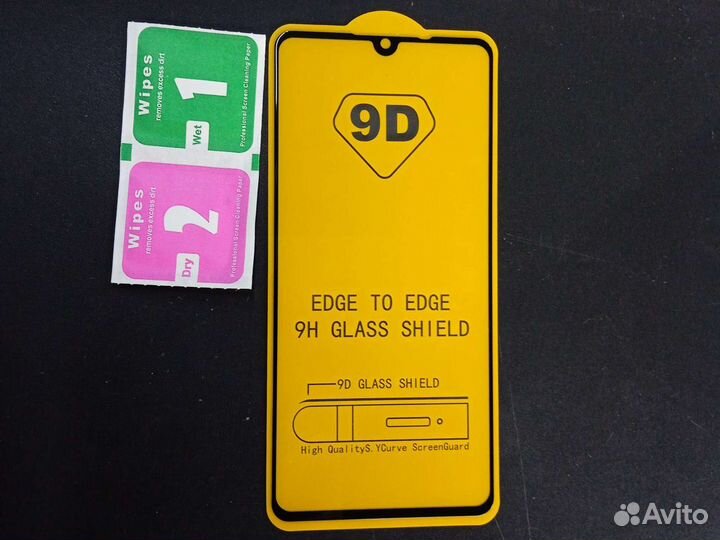 Wipes
removes excess dirt
1
Wet
Professional Screen Cleaning Paper
Wipes
removes excess dirt
2
Dry
Professional Screen Cleaning Paper
9D
EDGE TO EDGE
9H GLASS SHIELD
9D GLASS SHIELD
High QualityS.YCurve ScreenGuard
Avito